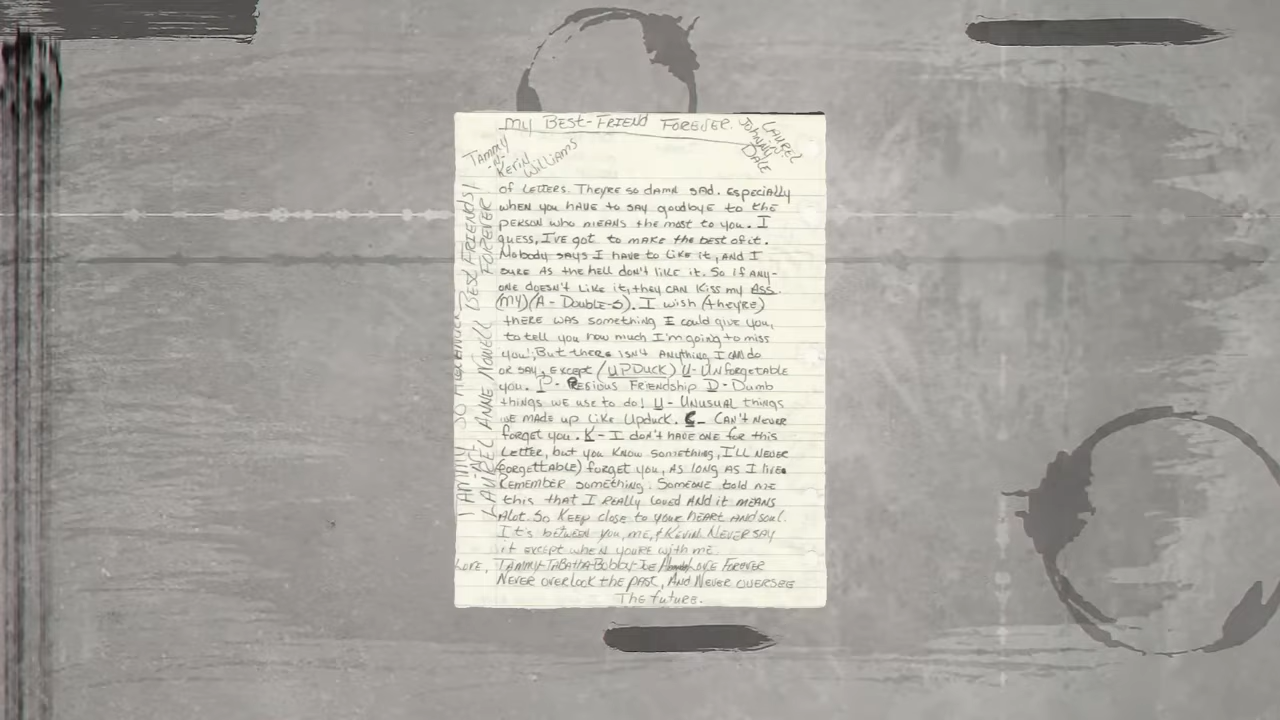 My BEST-FRIEND FOREVER.
TAMMY
-N-
KEVIN WILLIAMS
LAUREL
JOHNNY
DALE
of LETTERS. They're so damn SAD. ESpecially
when you HAVE to SAY goodbye to the
PERSON who MEANS the most to you. I
guess, I'VE got to MAKE the best of it.
Nobody SAYS I HAVE to Like it, AND I
SURE AS the hell don't like it. So if Any-
ONE doesn't Like it, they CAN Kiss my ASS.
(MY)(A-Double-S). I wish (they're)
thERE WAS something I could give you,
to tell you how much I'm going to miss
you!; But there isn't Anything I CAN do
OR SAY, Except (UPDUCK) U-UNforgetable
you. P-Resious Friendship D-Dumb
things we use to do! U-UNUSUAL things
WE MADE up Like Upduck. C- CAN't NEVER
forget you. K-I don't HAVE ONE for this
LETTER, but you KNOW something, I'LL NEVER
(forgettable) forget you, AS long AS I live.
REMEMBER something. SomeonE told ME
this that I REALLY loved AND it MEANS
Alot. So Keep close to your heart AND soul.
It's between you, me, + KEVIN. NEVER SAY
it except when you're with me.
LOVE, TAMMY-TABATHA-Bobby-JOE LOVE FOREVER
NEVER OVERLOOK the past, AND NEVER OVERSEE
The future.
TAMMY JO
LAUREL ANNE NOWELL BEST FRIENDS!
FOREVER